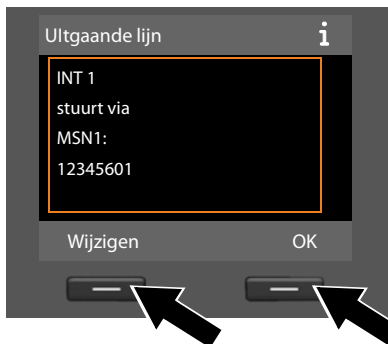 UItgaande lijn i
INT 1
stuurt via
MSN1:
12345601
Wijzigen OK